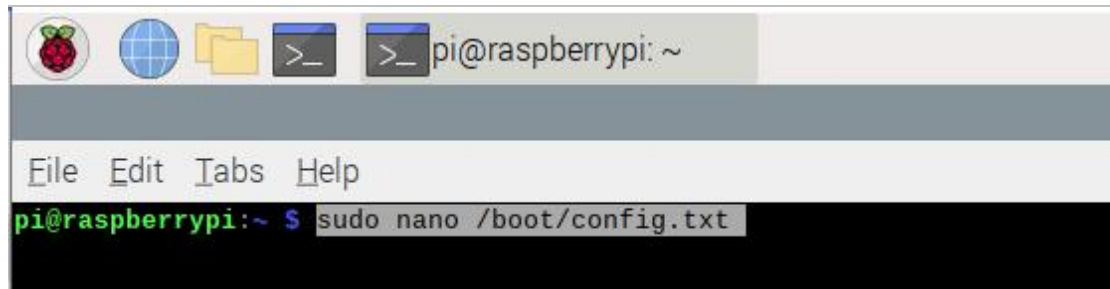 pi@raspberrypi: ~
File Edit Tabs Help
pi@raspberrypi:~ $ sudo nano /boot/config.txt